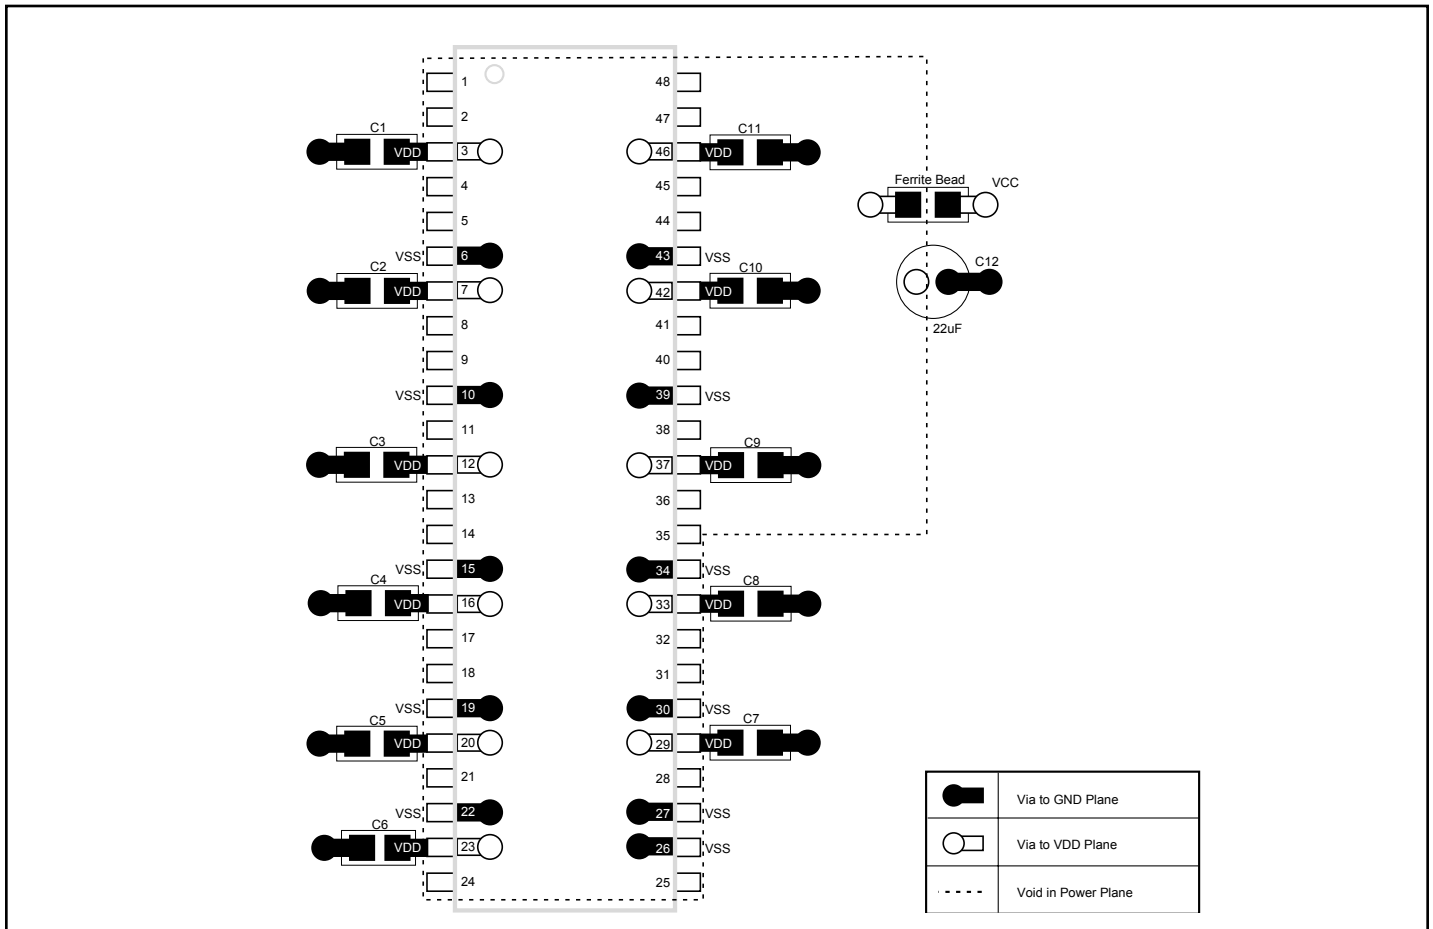 1 48
2 47
C1 C11
VDD 3 46 VDD
4 45
Ferrite Bead VCC
5 44
VSS 6 43 VSS
C2 C10 C12
VDD 7 42 VDD
8 41 22uF
9 40
VSS 10 39 VSS
11 38
C3 C9
VDD 12 37 VDD
13 36
14 35
VSS 15 34 VSS
C4 C8
VDD 16 33 VDD
17 32
18 31
VSS 19 30 VSS
C5 C7
VDD 20 29 VDD
21 28
VSS 22 27 VSS
C6
VDD 23 26 VSS
24 25
Via to GND Plane
Via to VDD Plane
Void in Power Plane